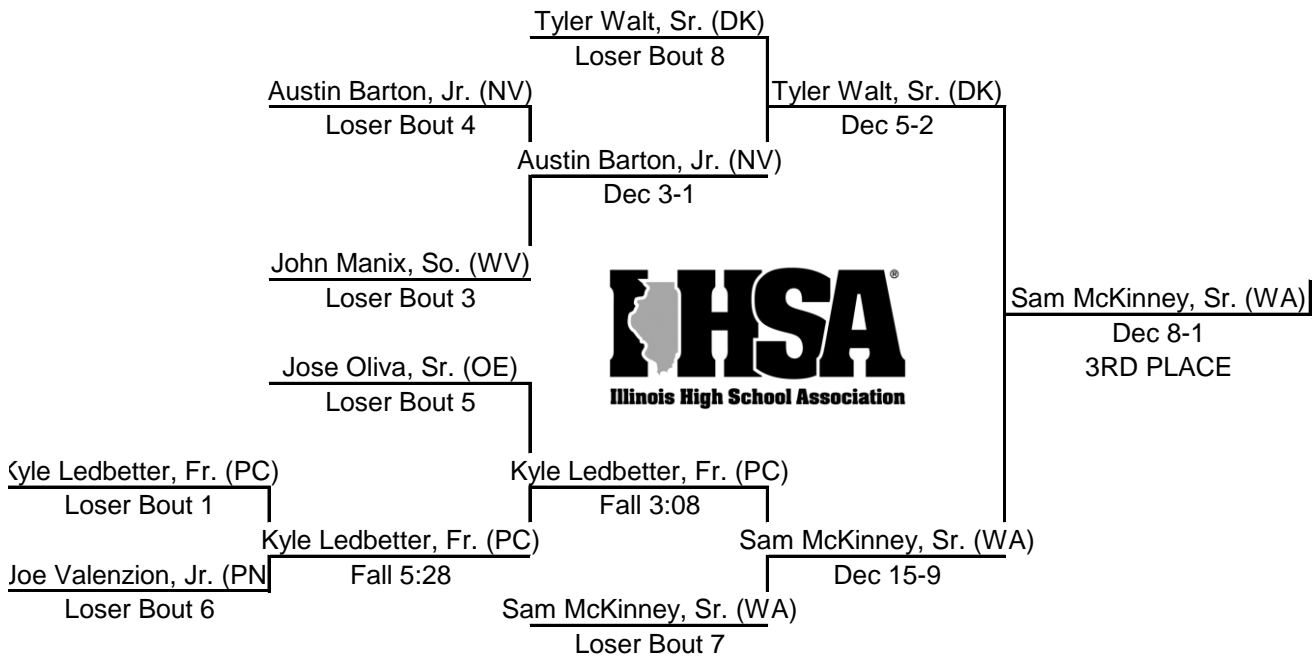 Tyler Walt, Sr. (DK)
Loser Bout 8
Austin Barton, Jr. (NV)
Loser Bout 4
Tyler Walt, Sr. (DK)
Dec 5-2
Austin Barton, Jr. (NV)
Dec 3-1
John Manix, So. (WV)
Loser Bout 3
IHSA®
Illinois High School Association
Sam McKinney, Sr. (WA)
Dec 8-1
3RD PLACE
Jose Oliva, Sr. (OE)
Loser Bout 5
Kyle Ledbetter, Fr. (PC)
Loser Bout 1
Kyle Ledbetter, Fr. (PC)
Fall 3:08
Kyle Ledbetter, Fr. (PC)
Fall 5:28
Sam McKinney, Sr. (WA)
Dec 15-9
Joe Valenzion, Jr. (PN
Loser Bout 6
Sam McKinney, Sr. (WA)
Loser Bout 7